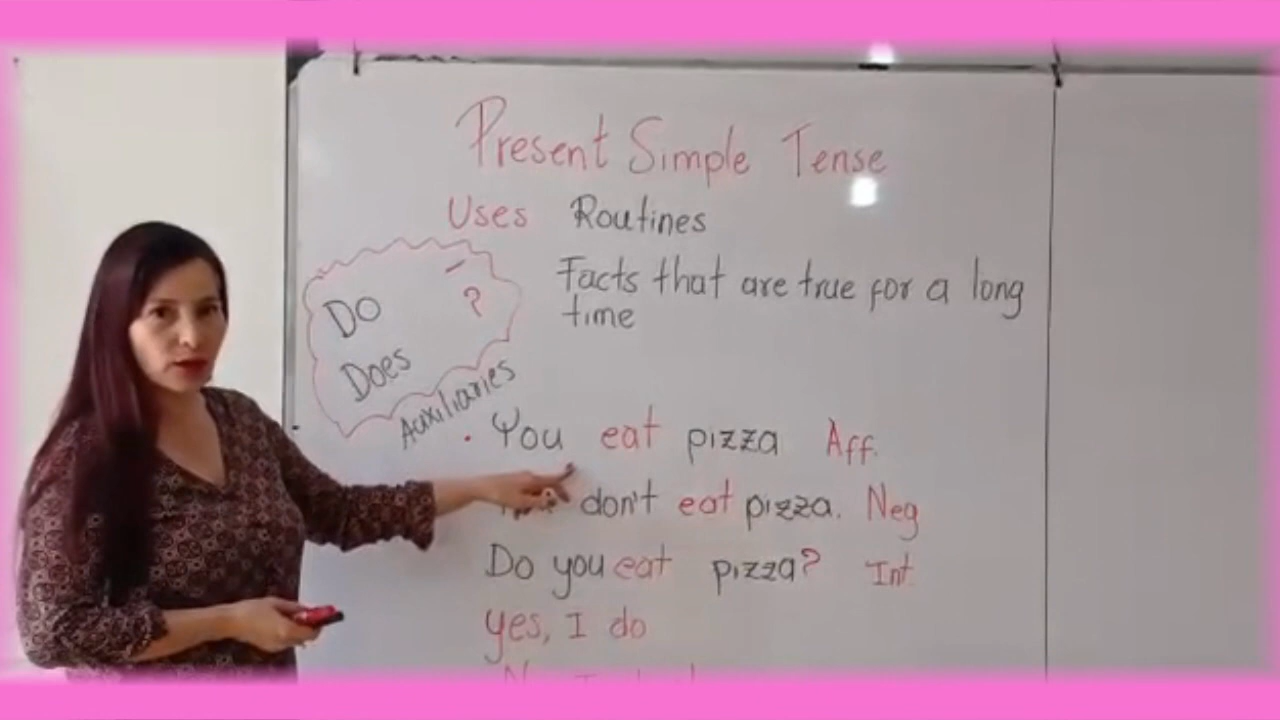 Present Simple Tense
Uses Routines
Facts that are true for a long
time
Do - ?
Does
Auxiliaries
. You eat pizza Aff.
don't eat pizza. Neg
Do you eat pizza? Int.
yes, I do